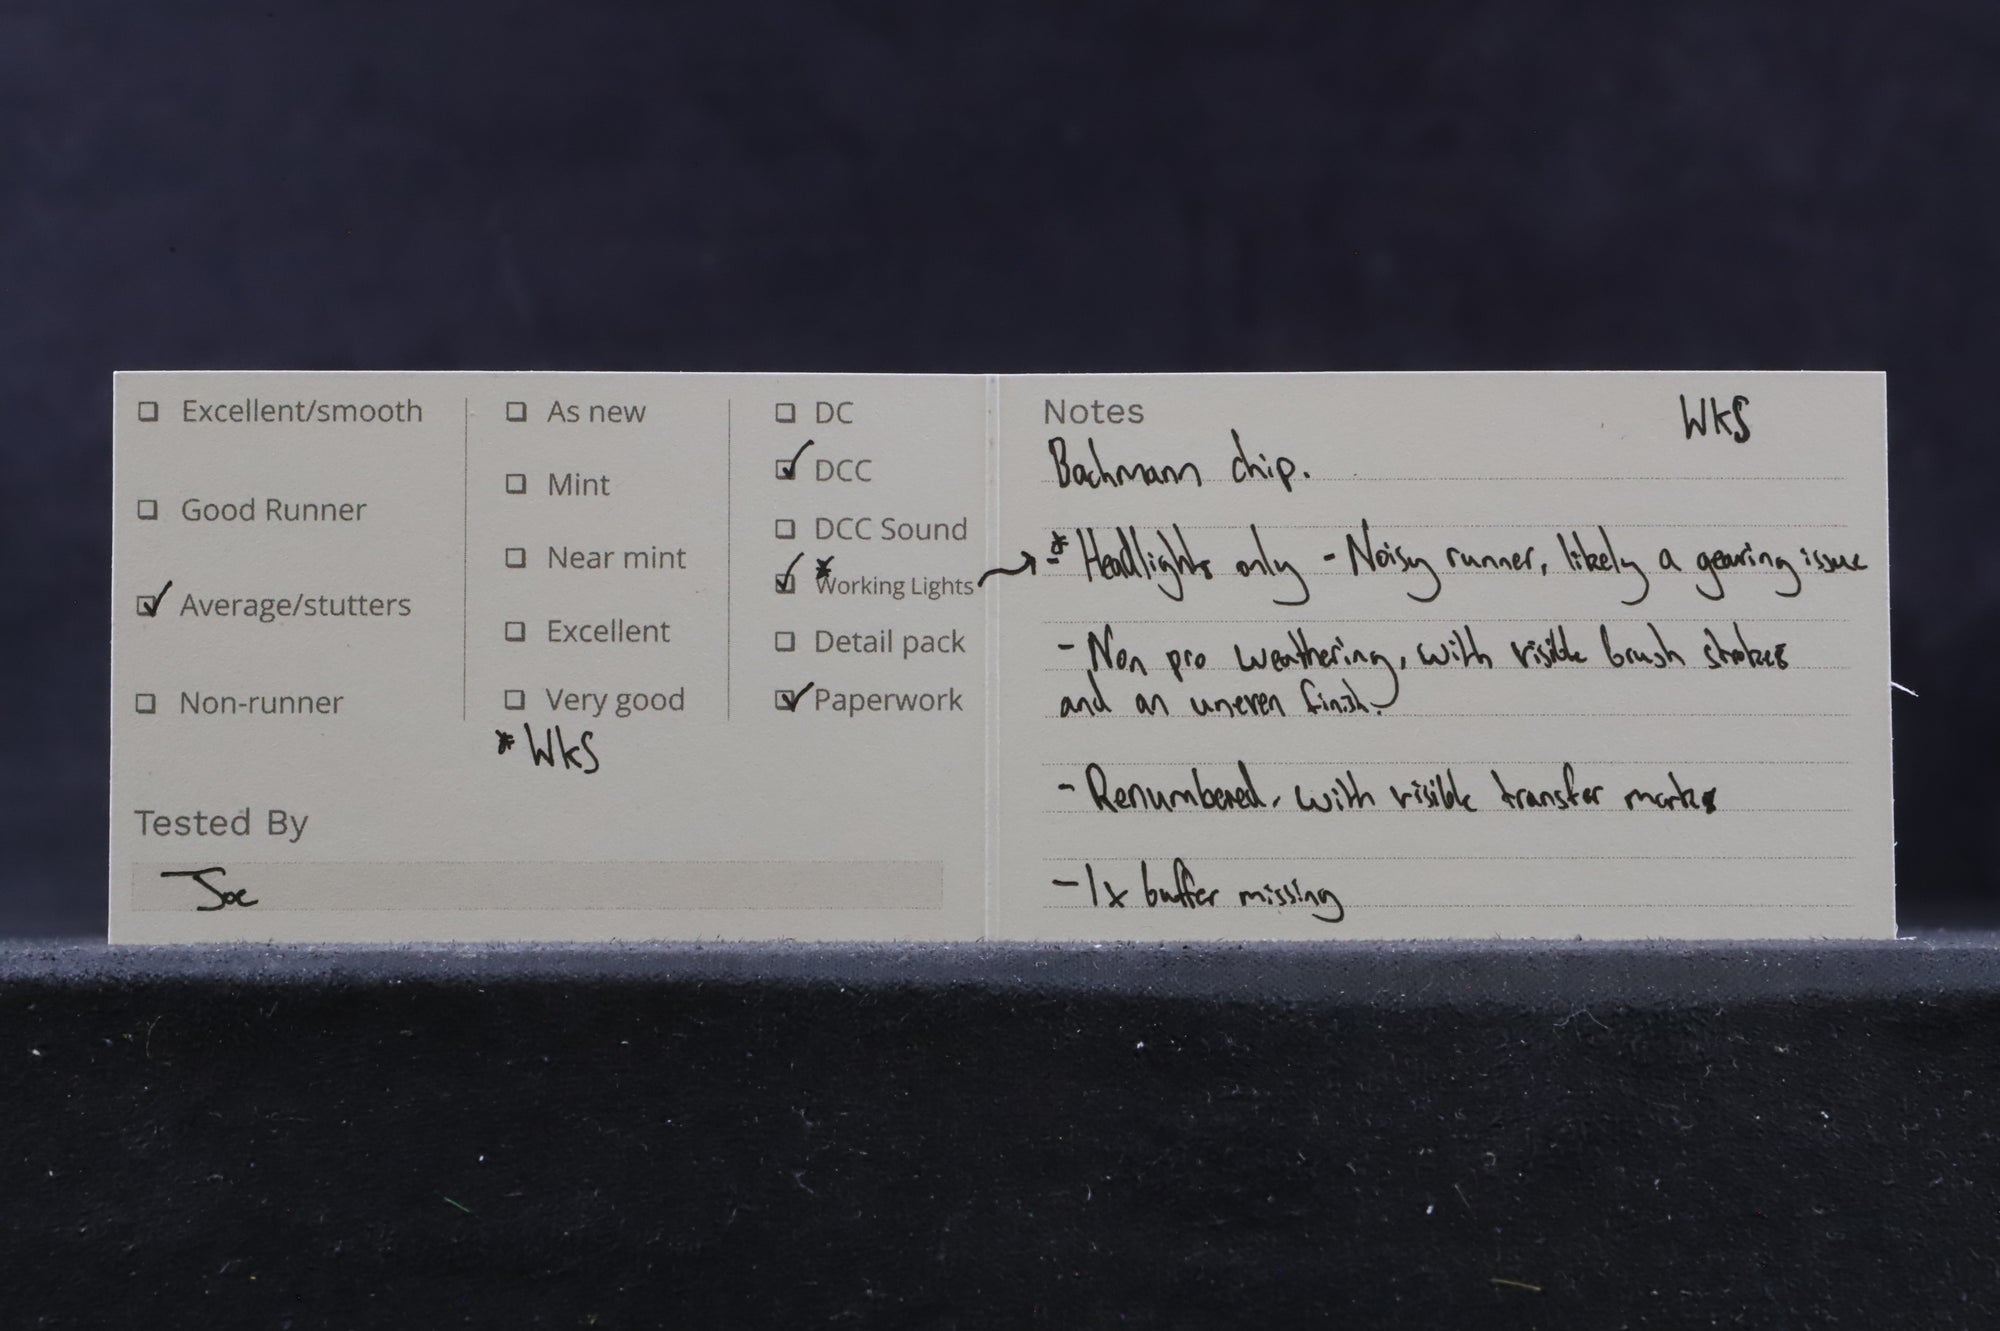 ☐ Excellent/smooth
☐ Good Runner
☑ Average/stutters
☐ Non-runner
☐ As new
☐ Mint
☐ Near mint
☐ Excellent
☐ Very good
* WKS
☐ DC
☑ DCC
☐ DCC Sound
☑ *Working Lights →
☐ Detail pack
☑ Paperwork
Tested By
Joe
Notes WKS
Bachmann chip.
-* Headlights only - Noisy runner, likely a gearing issue
- Non pro weathering, with visible brush strokes
and an uneven finish.
- Renumbered, with visible transfer marks
- 1x buffer missing